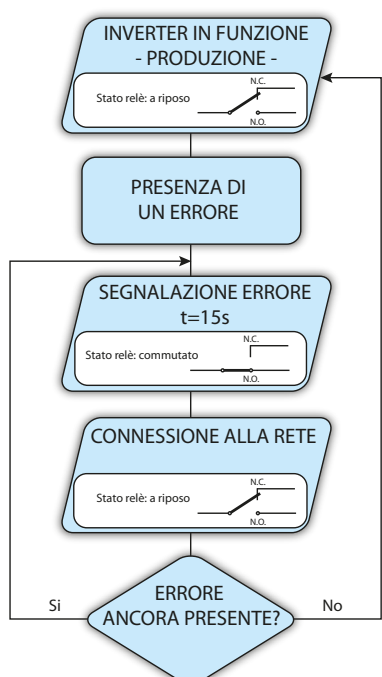 INVERTER IN FUNZIONE
- PRODUZIONE -
N.C.
Stato relè: a riposo
N.O.
PRESENZA DI
UN ERRORE
SEGNALAZIONE ERRORE
t=15s
N.C.
Stato relè: commutato
N.O.
CONNESSIONE ALLA RETE
N.C.
Stato relè: a riposo
N.O.
ERRORE
Si
ANCORA PRESENTE?
No